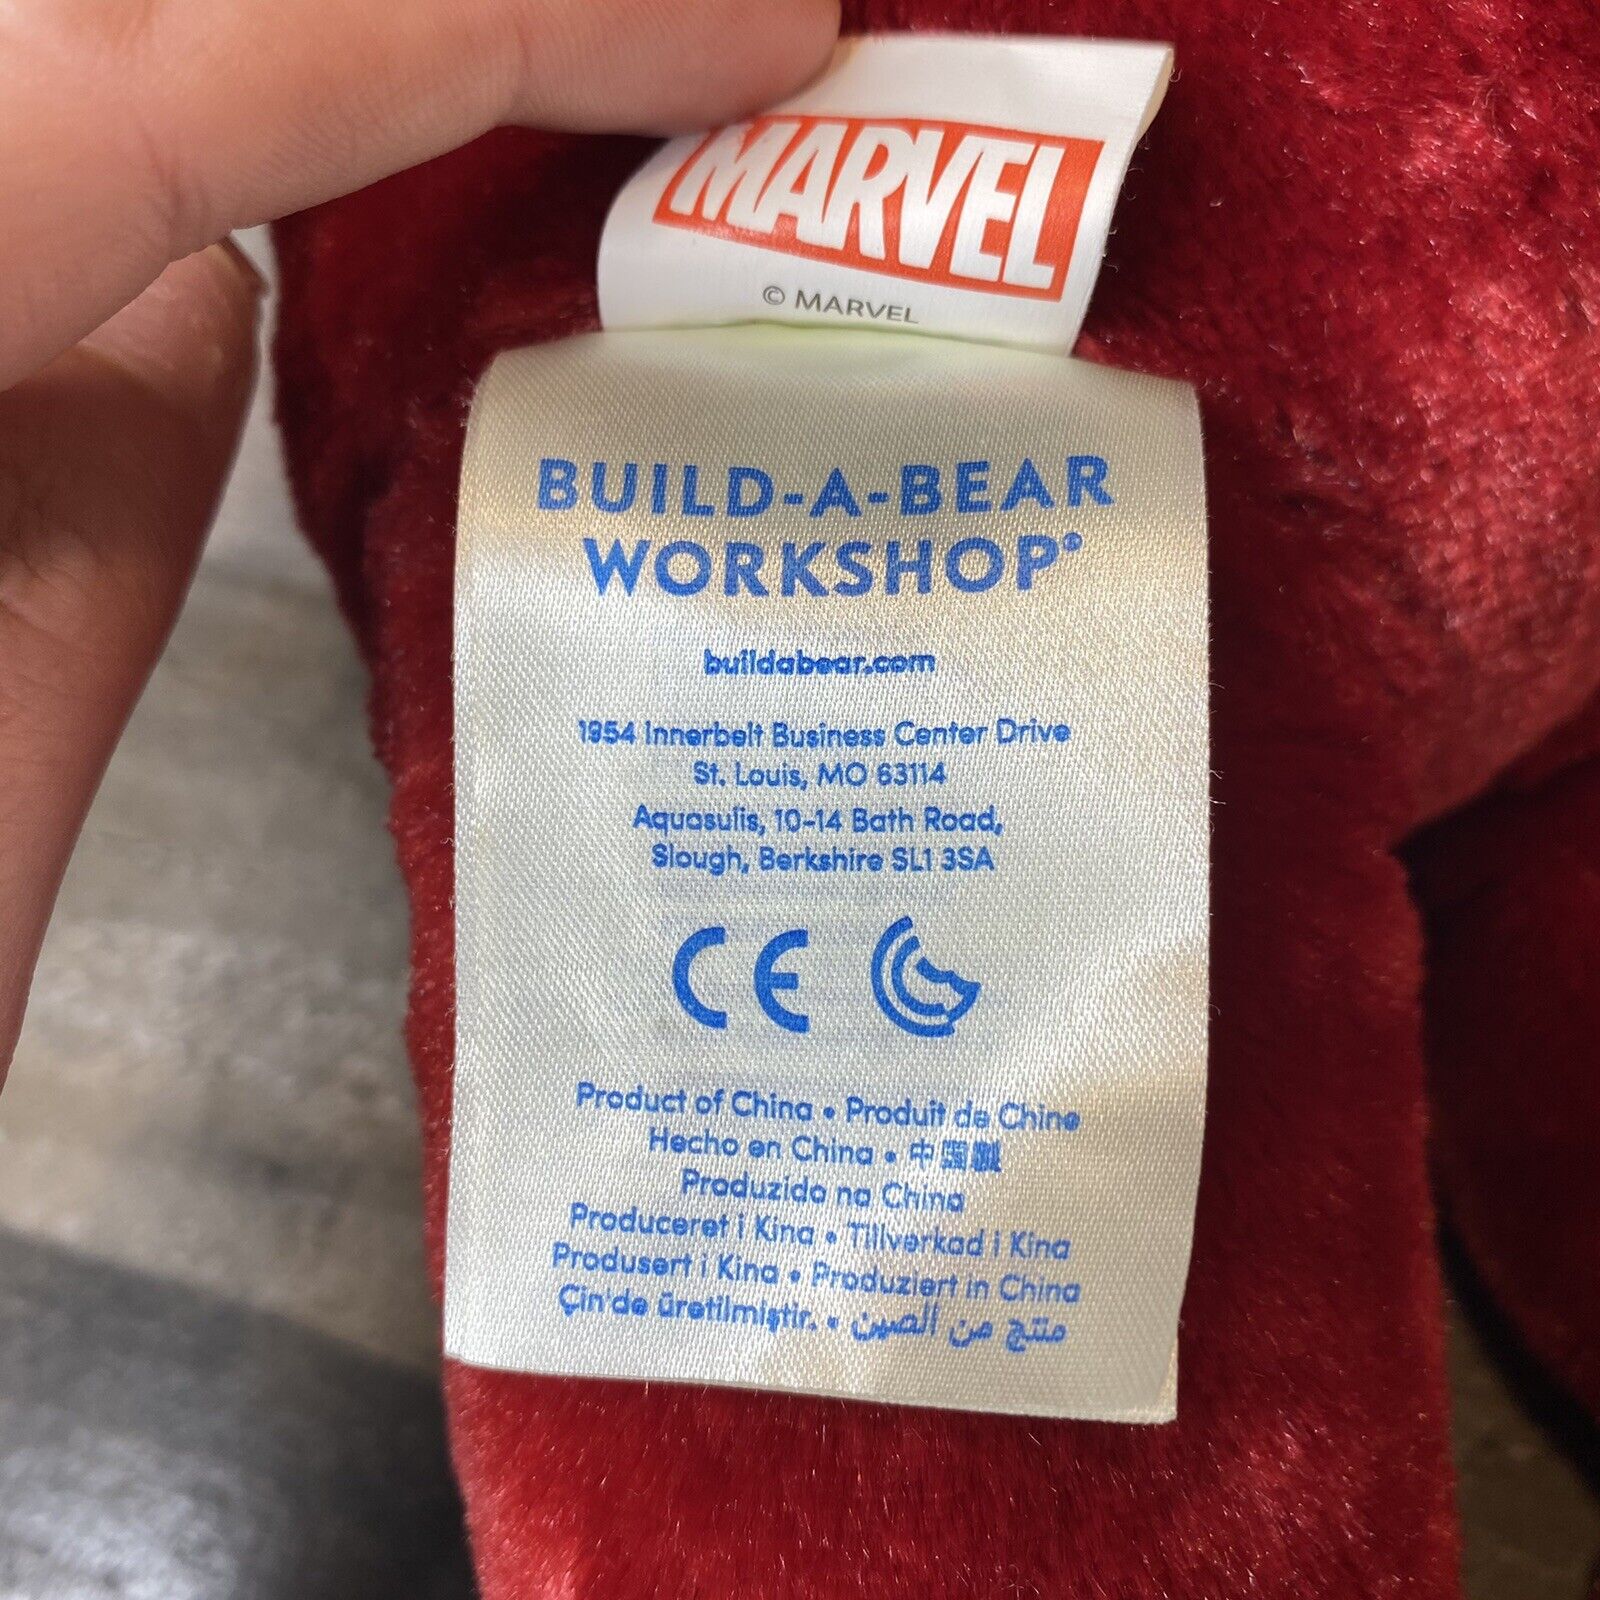 MARVEL
© MARVEL
BUILD-A-BEAR
WORKSHOP®
buildabear.com
1954 Innerbelt Business Center Drive
St. Louis, MO 63114
Aquasulis, 10-14 Bath Road,
Slough, Berkshire SL1 3SA
CE
Product of China • Produit de Chine
Hecho en China • 中国製
Produzido na China
Produceret i Kina • Tillverkad i Kina
Produsert i Kina • Produziert in China
Çin'de üretilmiştir. • منتج من الصين